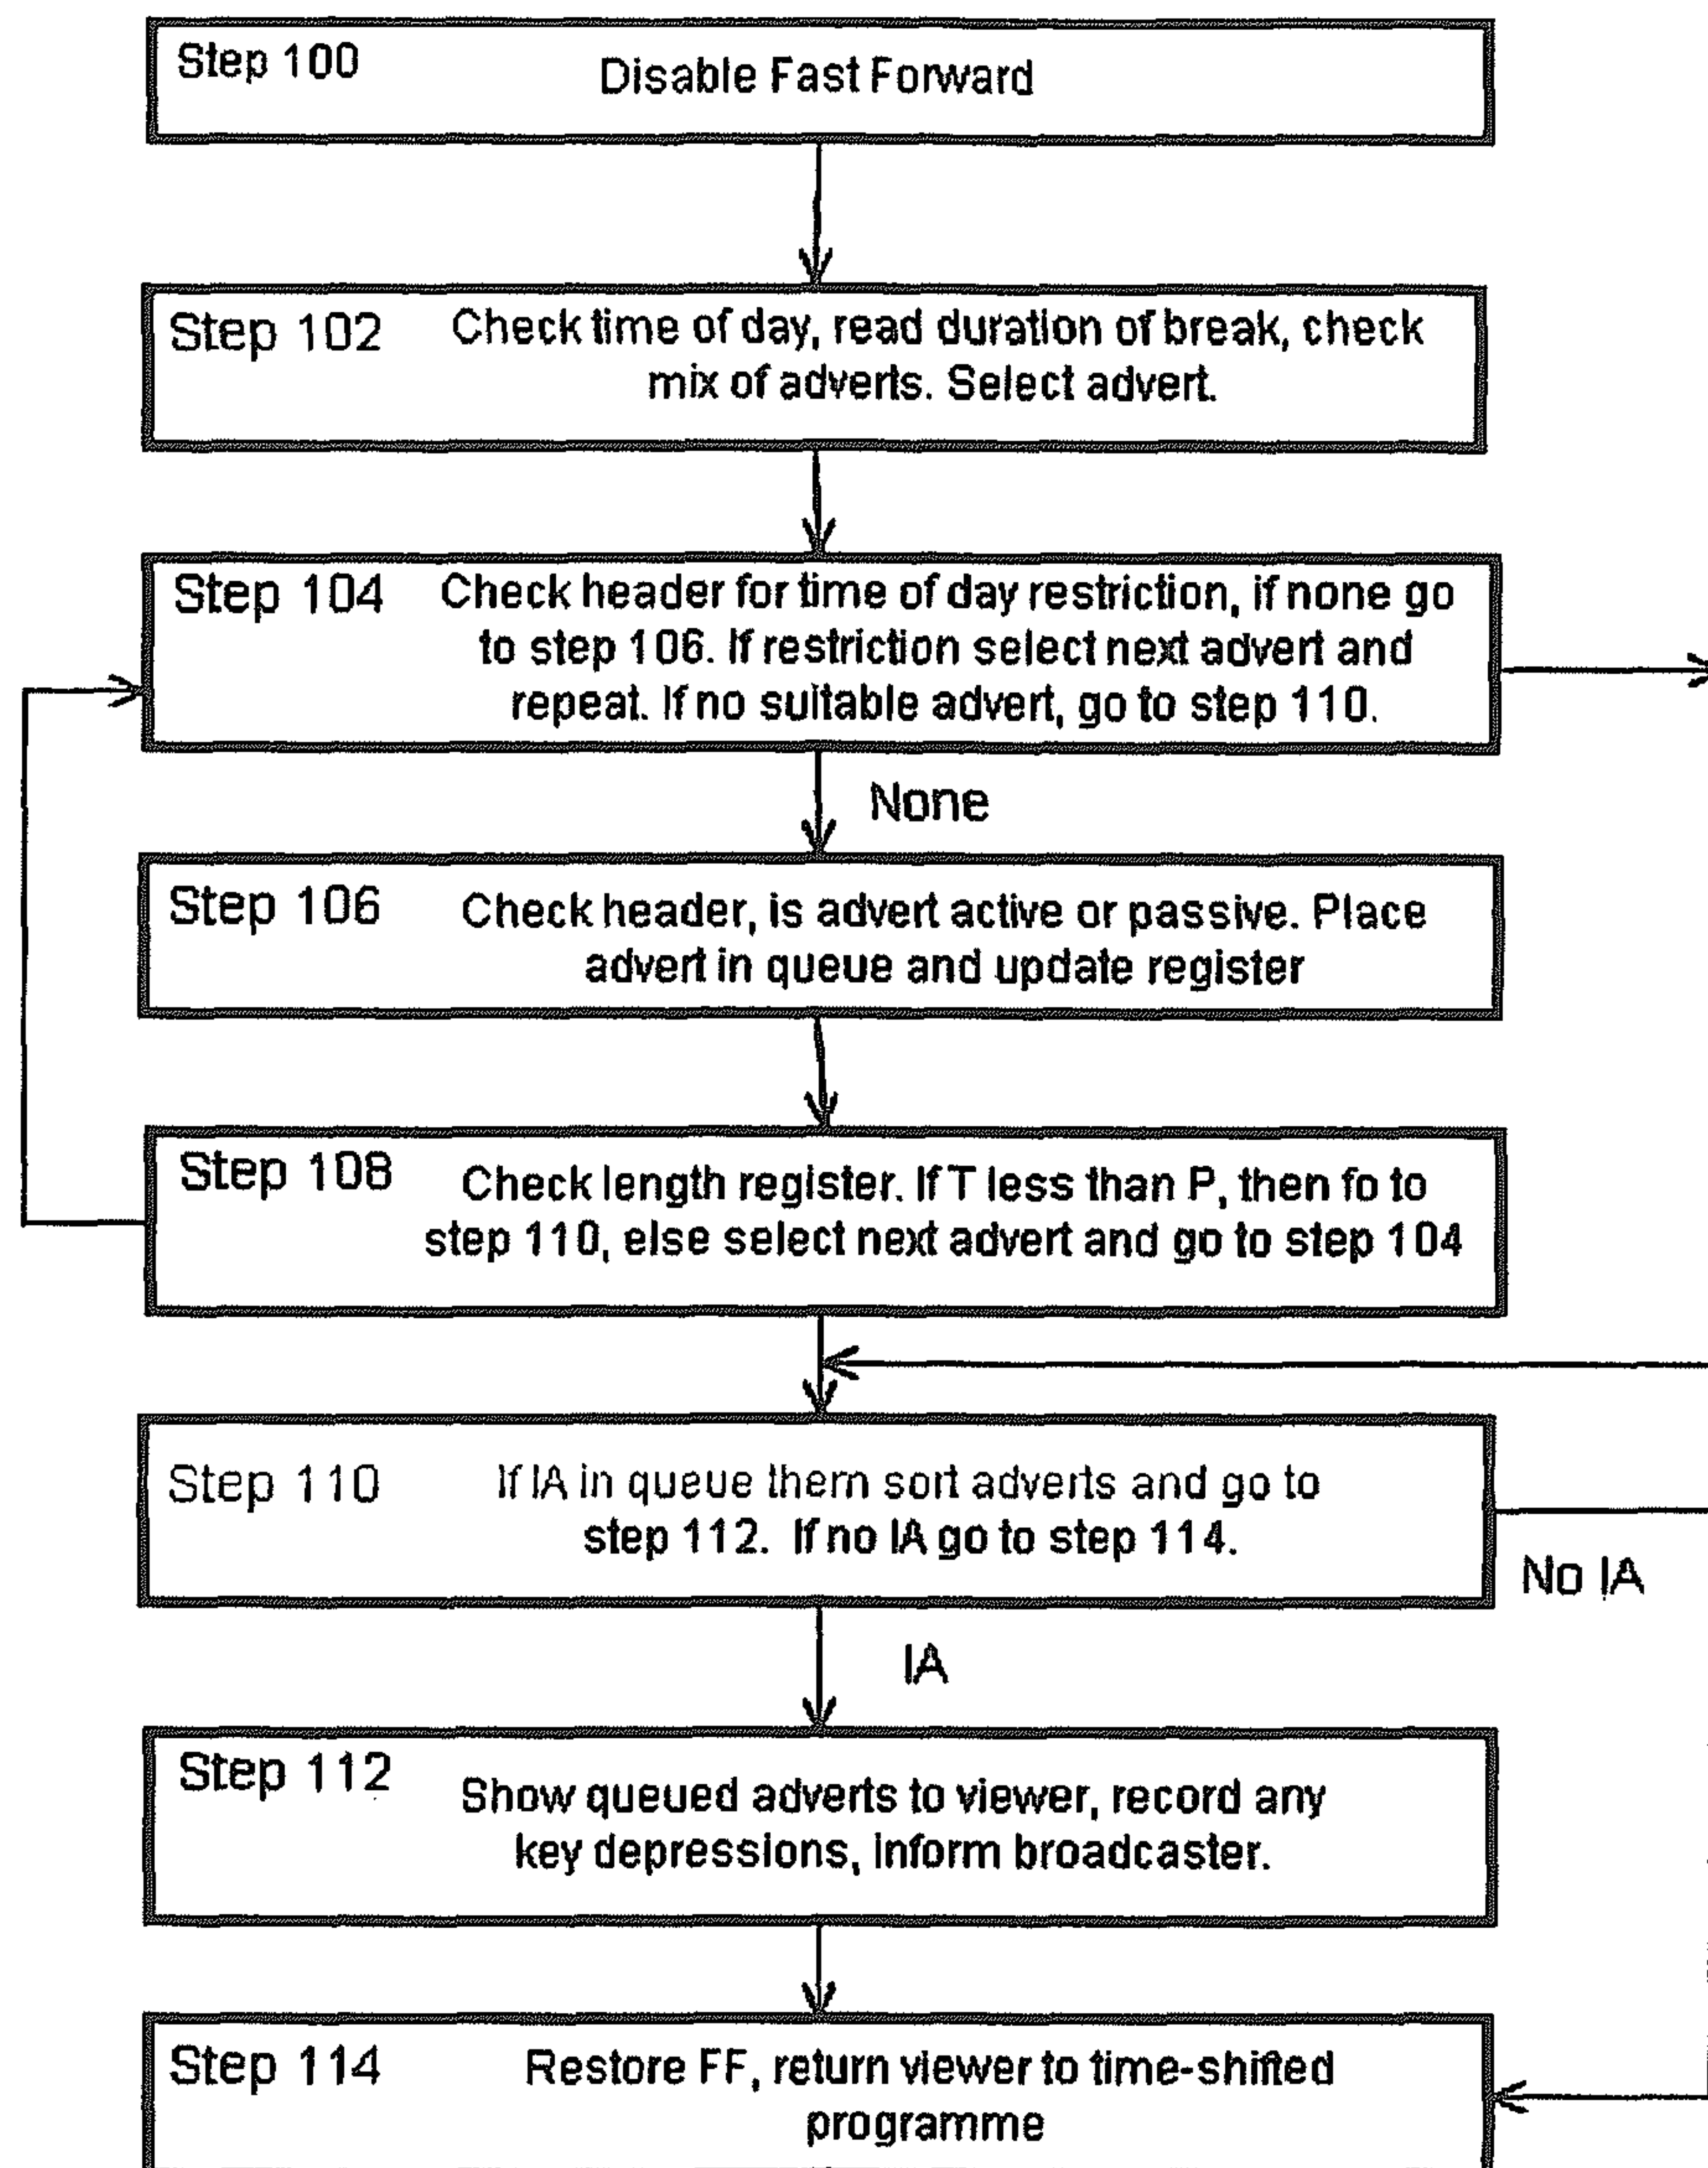 Step 100
Disable Fast Forward
Step 102
Check time of day, read duration of break, check
mix of adverts. Select advert.
Step 104
Check header for time of day restriction, if none go
to step 106. If restriction select next advert and
repeat. If no suitable advert, go to step 110.
None
Step 106
Check header, is advert active or passive. Place
advert in queue and update register
Step 108
Check length register. If T less than P, then fo to
step 110, else select next advert and go to step 104
Step 110
If IA in queue them sort adverts and go to
step 112. If no IA go to step 114.
No IA
IA
Step 112
Show queued adverts to viewer, record any
key depressions, inform broadcaster.
Step 114
Restore FF, return viewer to time-shifted
programme